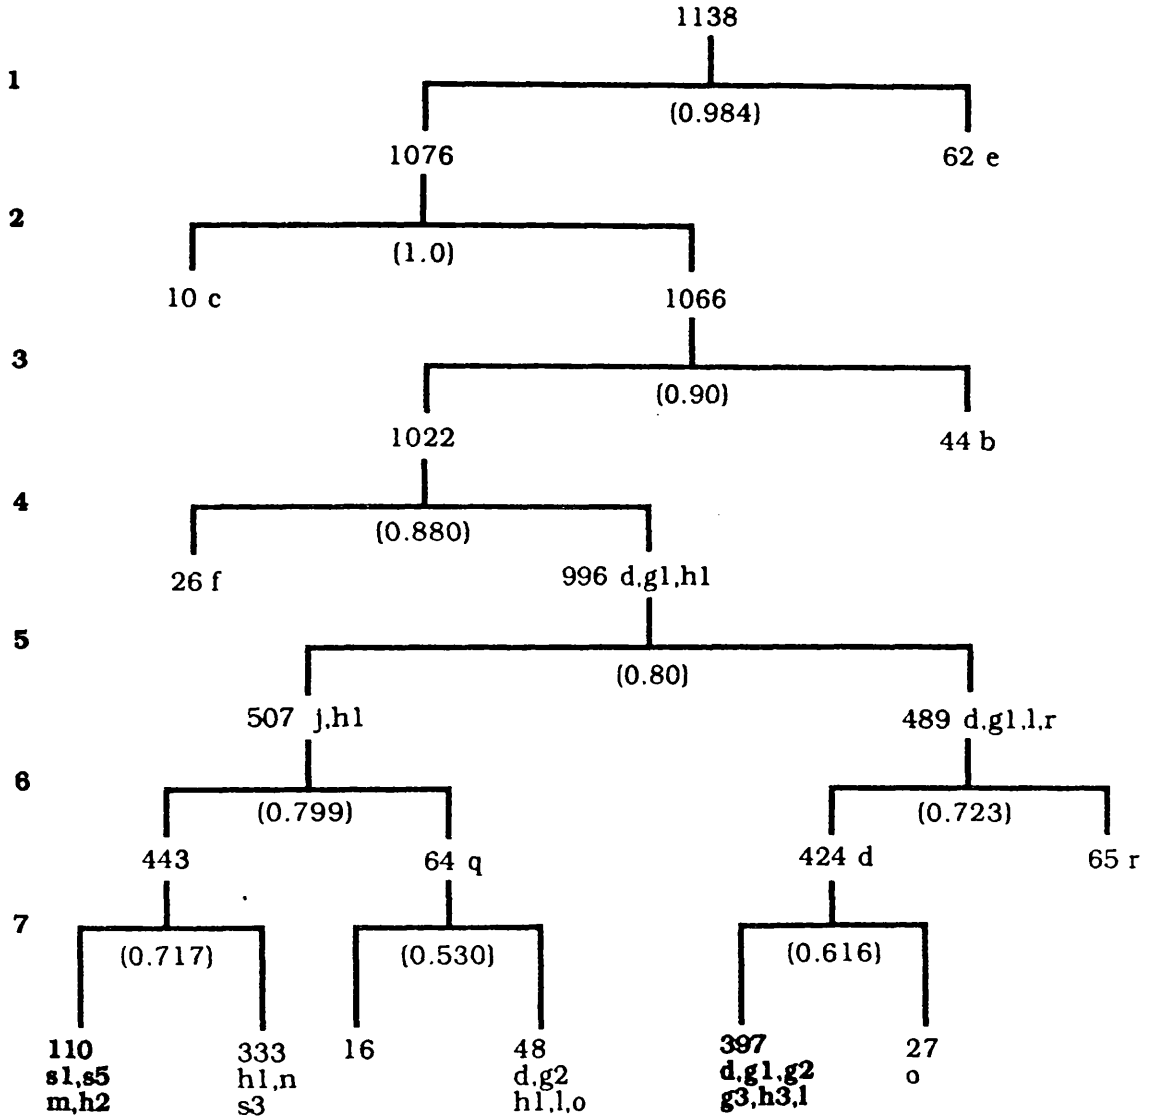 1138
1
(0.984)
1076
62 e
2
(1.0)
10 c
1066
3
(0.90)
1022
44 b
4
(0.880)
26 f
996 d,g1,h1
5
(0.80)
507 j,h1
489 d,g1,l,r
6
(0.799)
(0.723)
443
64 q
424 d
65 r
7
(0.717)
(0.530)
(0.616)
110
s1,s5
m,h2
333
h1,n
s3
16
48
d,g2
h1,l,o
397
d,g1,g2
g3,h3,l
27
o